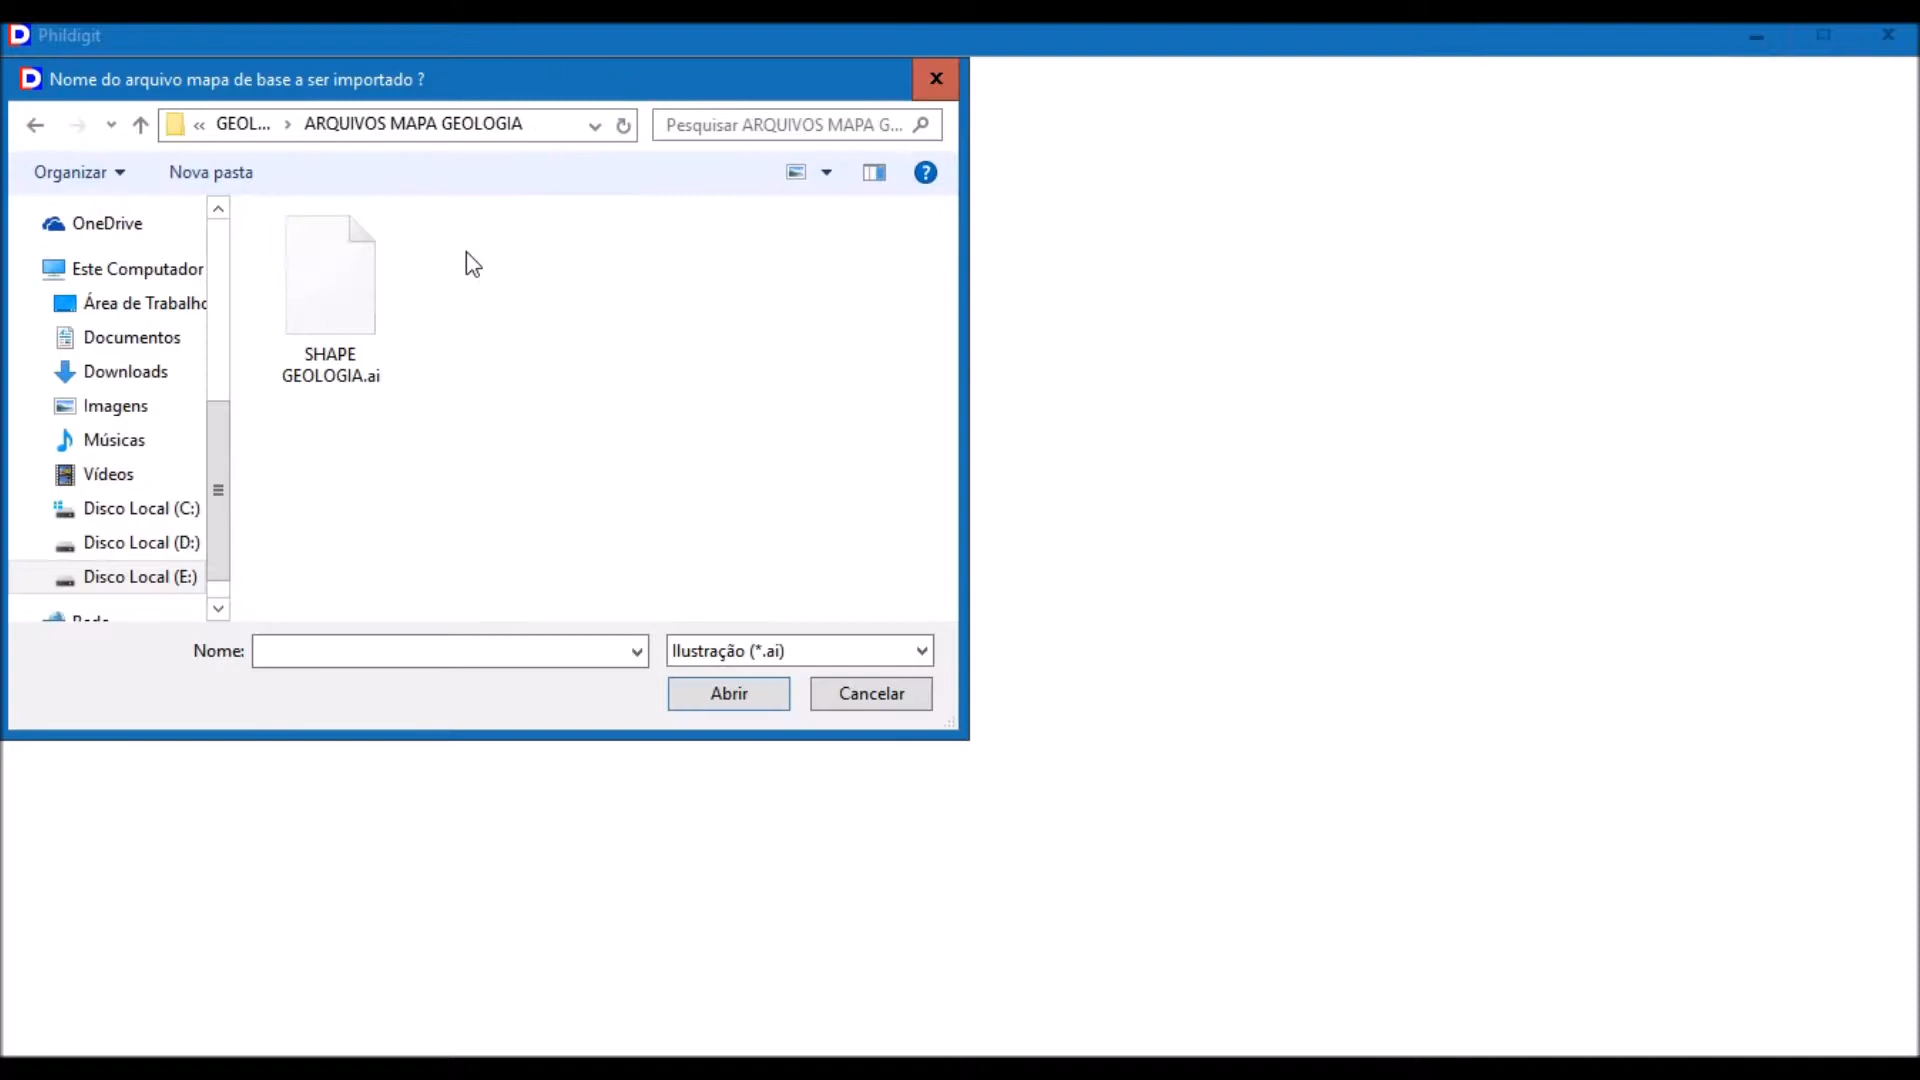 Phildigit
Nome do arquivo mapa de base a ser importado ?
« GEOL... › ARQUIVOS MAPA GEOLOGIA
Pesquisar ARQUIVOS MAPA G...
Organizar
Nova pasta
OneDrive
Este Computador
Área de Trabalho
Documentos
Downloads
Imagens
Músicas
Vídeos
Disco Local (C:)
Disco Local (D:)
Disco Local (E:)
Rede
SHAPE
GEOLOGIA.ai
Nome:
Ilustração (*.ai)
Abrir
Cancelar